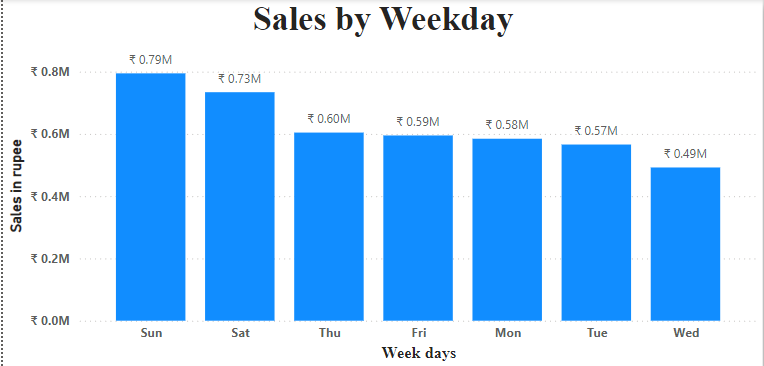 Sales by Weekday
Sales in rupee
₹ 0.8M
₹ 0.6M
₹ 0.4M
₹ 0.2M
₹ 0.0M
₹ 0.79M
₹ 0.73M
₹ 0.60M
₹ 0.59M
₹ 0.58M
₹ 0.57M
₹ 0.49M
Sun Sat Thu Fri Mon Tue Wed
Week days